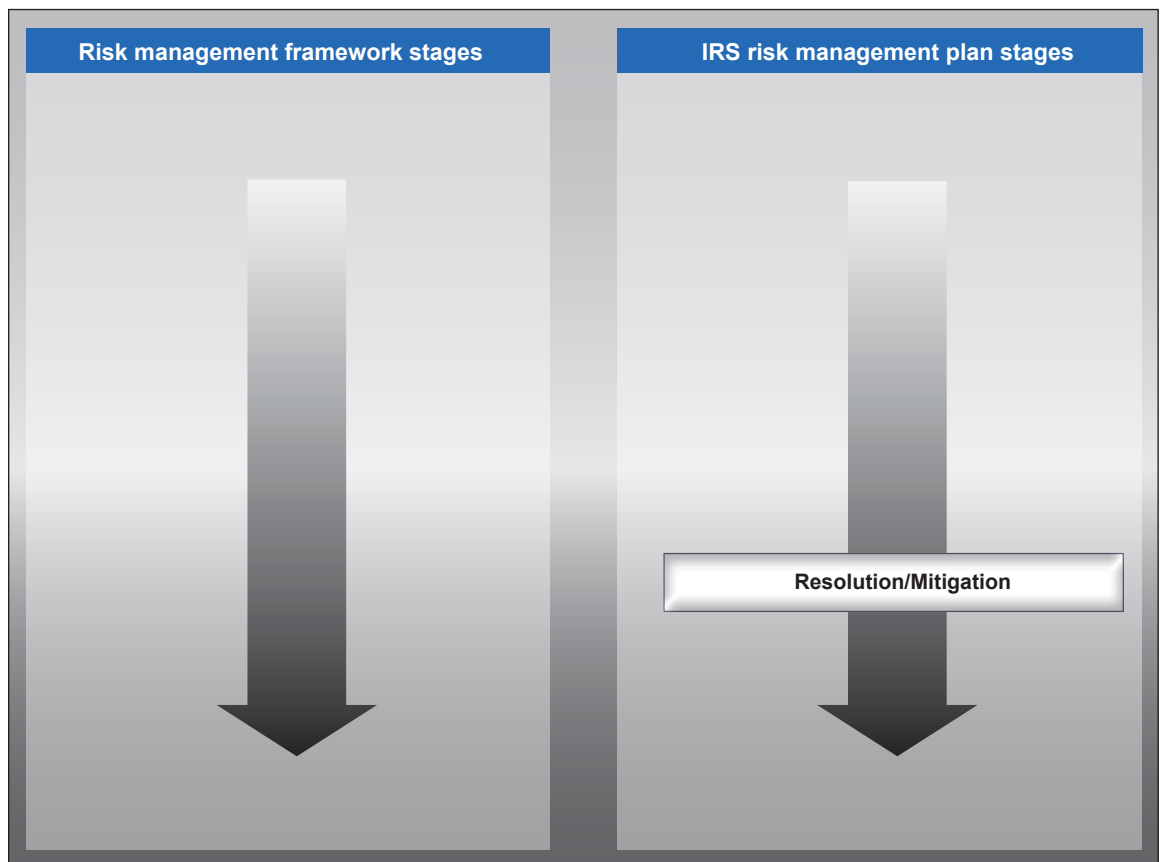 Risk management framework stages
IRS risk management plan stages
Resolution/Mitigation